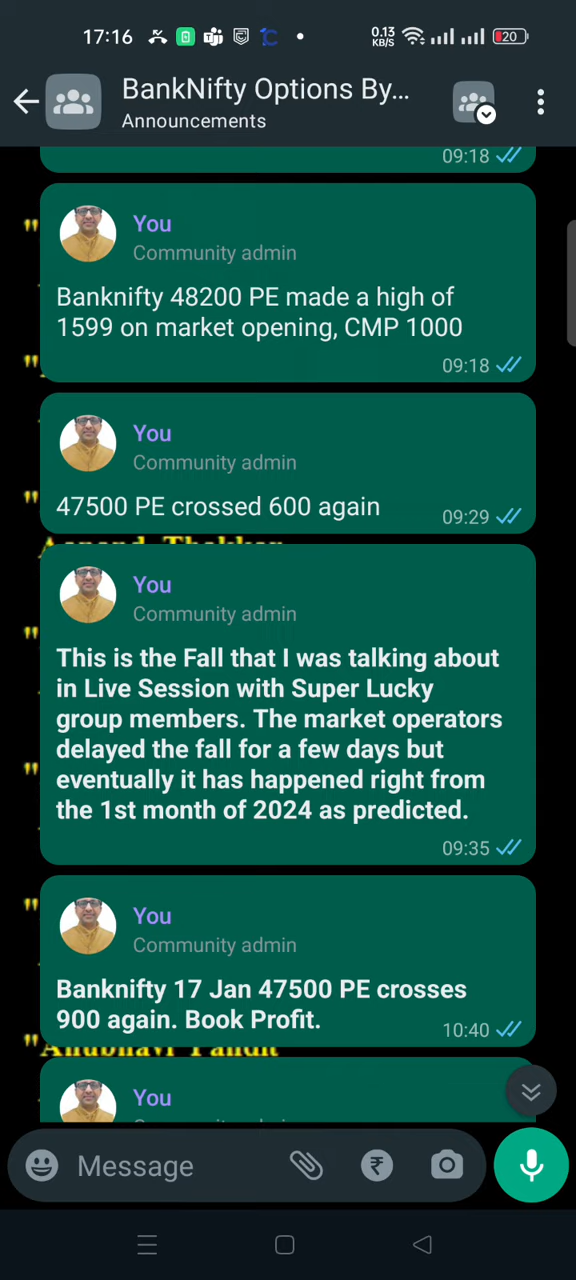 17:16
0.13
KB/S
20
BankNifty Options By...
Announcements
09:18
You
Community admin
Banknifty 48200 PE made a high of
1599 on market opening, CMP 1000
09:18
You
Community admin
47500 PE crossed 600 again
09:29
You
Community admin
This is the Fall that I was talking about
in Live Session with Super Lucky
group members. The market operators
delayed the fall for a few days but
eventually it has happened right from
the 1st month of 2024 as predicted.
09:35
You
Community admin
Banknifty 17 Jan 47500 PE crosses
900 again. Book Profit.
10:40
"Anubhavi Pandit
You
Message